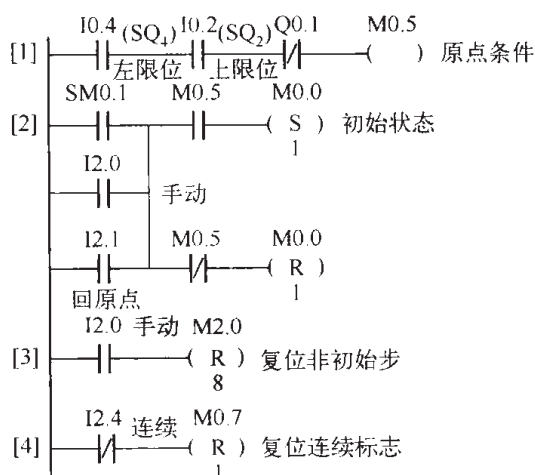 I0.4 (SQ₄) I0.2 (SQ₂) Q0.1 M0.5
[1] ( ) 原点条件
左限位 上限位
SM0.1 M0.5 M0.0
[2] ( S ) 初始状态
1
I2.0
手动
I2.1 M0.5 M0.0
( R )
回原点 1
I2.0 手动 M2.0
[3] ( R ) 复位非初始步
8
I2.4 连续 M0.7
[4] ( R ) 复位连续标志
1